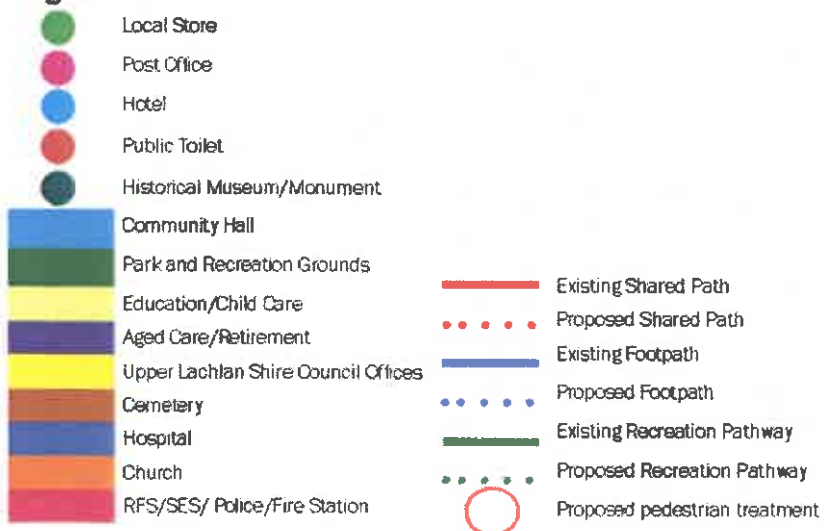 Local Store
Post Office
Hotel
Public Toilet
Historical Museum/Monument
Community Hall
Park and Recreation Grounds
Education/Child Care
Aged Care/Retirement
Upper Lachlan Shire Council Offices
Cemetery
Hospital
Church
RFS/SES/ Police/Fire Station
Existing Shared Path
Proposed Shared Path
Existing Footpath
Proposed Footpath
Existing Recreation Pathway
Proposed Recreation Pathway
Proposed pedestrian treatment